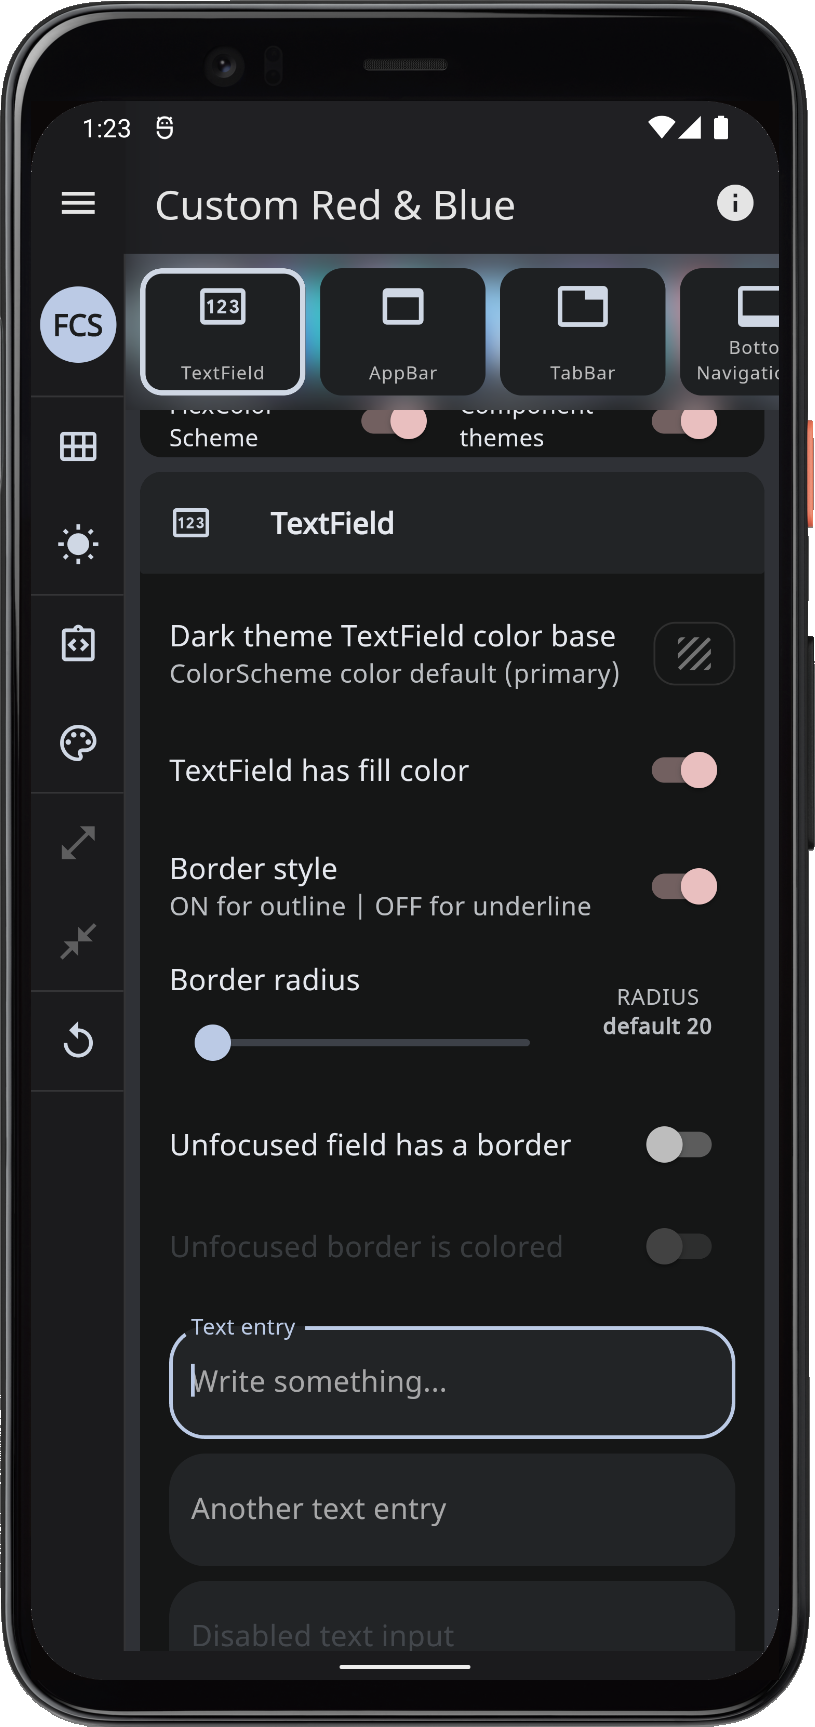 1:23
Custom Red & Blue
FCS
123
TextField
AppBar
TabBar
Botto
Navigatio
FlexColor
Scheme
Component
themes
123
TextField
Dark theme TextField color base
ColorScheme color default (primary)
TextField has fill color
Border style
ON for outline | OFF for underline
Border radius
RADIUS
default 20
Unfocused field has a border
Unfocused border is colored
Text entry
Write something...
Another text entry
Disabled text input